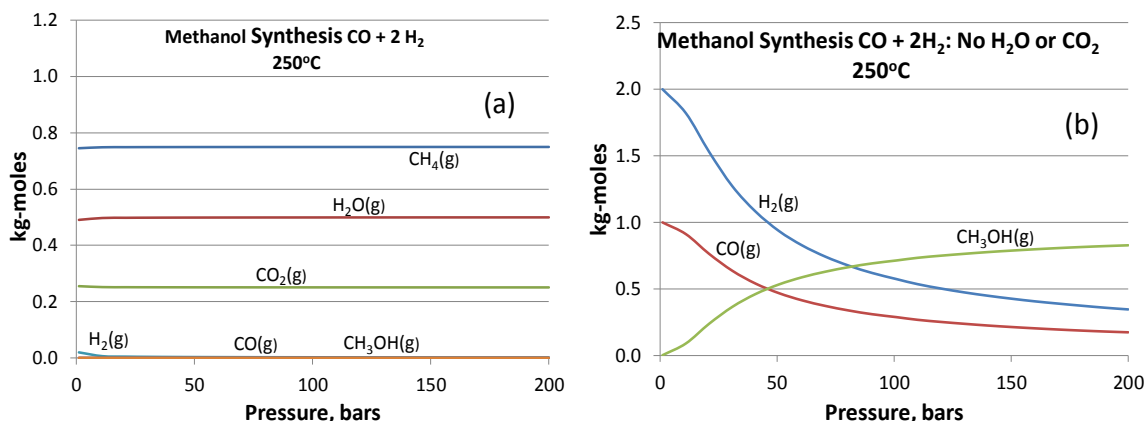 Methanol Synthesis CO + 2 H₂
250°C
(a)
1.2
1.0
0.8
0.6
0.4
0.2
0.0
kg-moles
CH₄(g)
H₂O(g)
CO₂(g)
H₂(g)
CO(g)
CH₃OH(g)
0
50
100
150
200
Pressure, bars
Methanol Synthesis CO + 2H₂: No H₂O or CO₂
250°C
(b)
2.5
2.0
1.5
1.0
0.5
0.0
kg-moles
H₂(g)
CO(g)
CH₃OH(g)
0
50
100
150
200
Pressure, bars